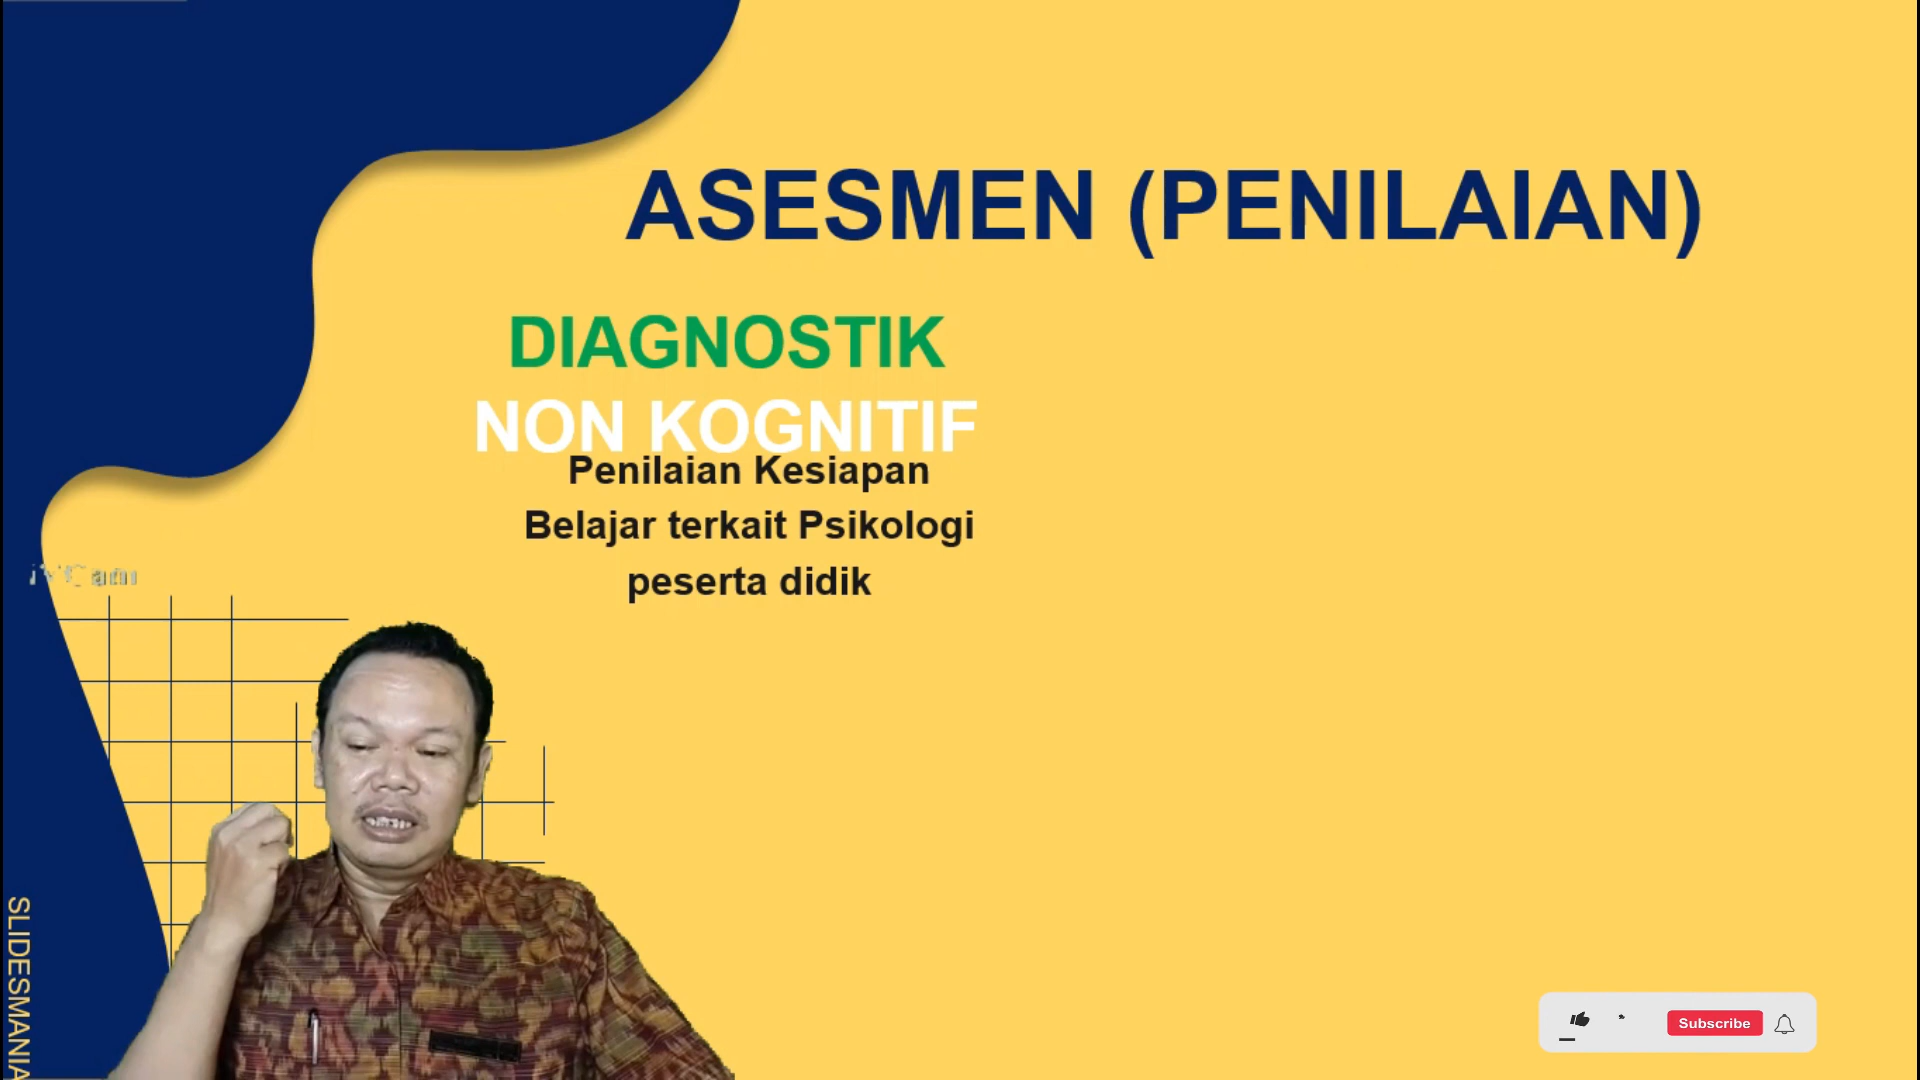 ASESMEN (PENILAIAN)
DIAGNOSTIK
NON KOGNITIF
Penilaian Kesiapan
Belajar terkait Psikologi
peserta didik
SLIDESMANIA
Subscribe